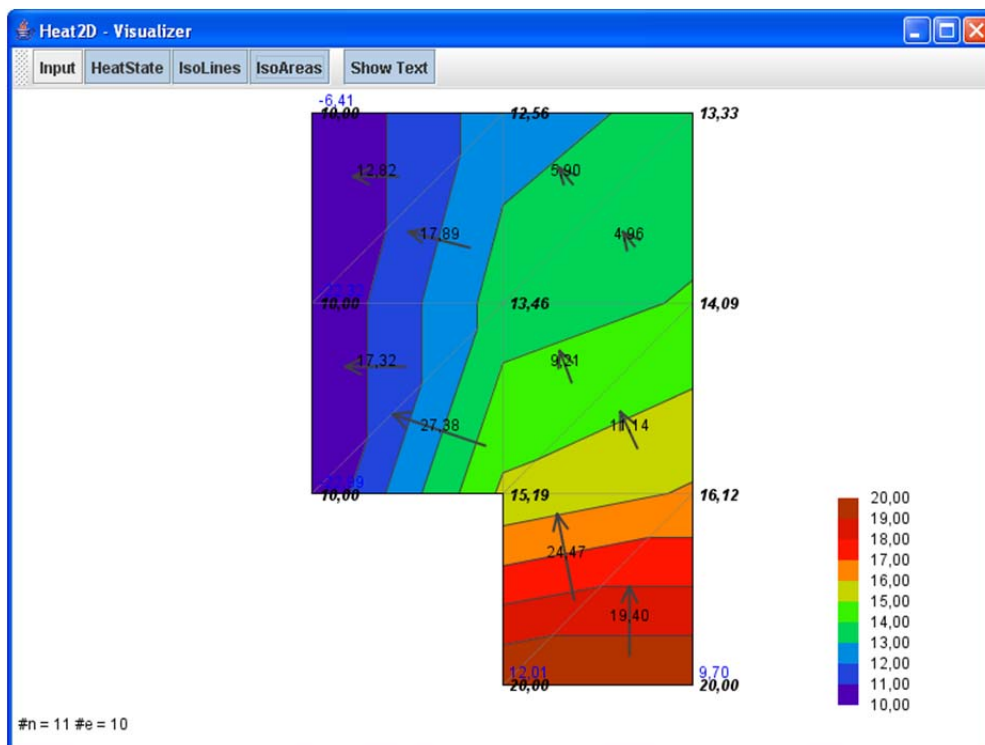 Heat2D - Visualizer
Input HeatState IsoLines IsoAreas Show Text
-6,41
10,00 12,56 13,33
12,82 5,90
17,89 4,96
10,00 13,46 14,09
17,32 9,21
27,38 11,14
10,00 15,19 16,12
20,00
19,00
18,00
24,47 17,00
16,00
15,00
19,40 14,00
13,00
12,01 9,70 12,00
20,00 20,00 11,00
10,00
#n = 11 #e = 10